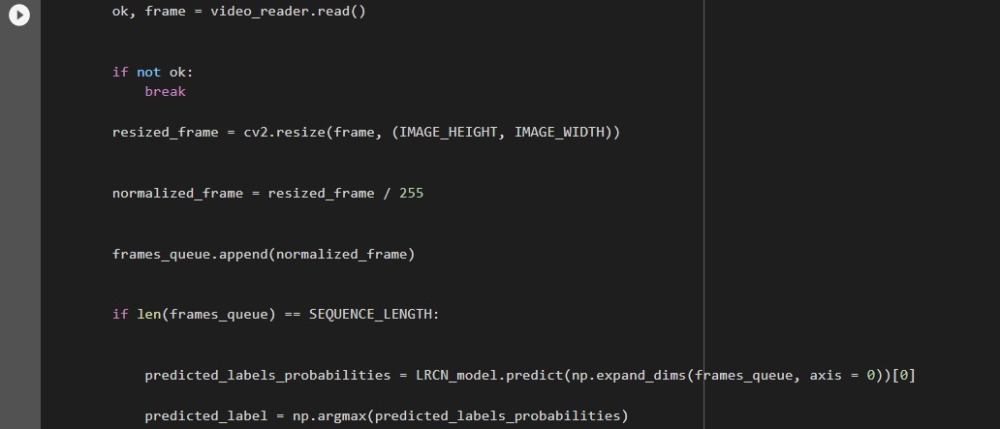 ok, frame = video_reader.read()
if not ok:
break
resized_frame = cv2.resize(frame, (IMAGE_HEIGHT, IMAGE_WIDTH))
normalized_frame = resized_frame / 255
frames_queue.append(normalized_frame)
if len(frames_queue) == SEQUENCE_LENGTH:
predicted_labels_probabilities = LRCN_model.predict(np.expand_dims(frames_queue, axis = 0))[0]
predicted_label = np.argmax(predicted_labels_probabilities)